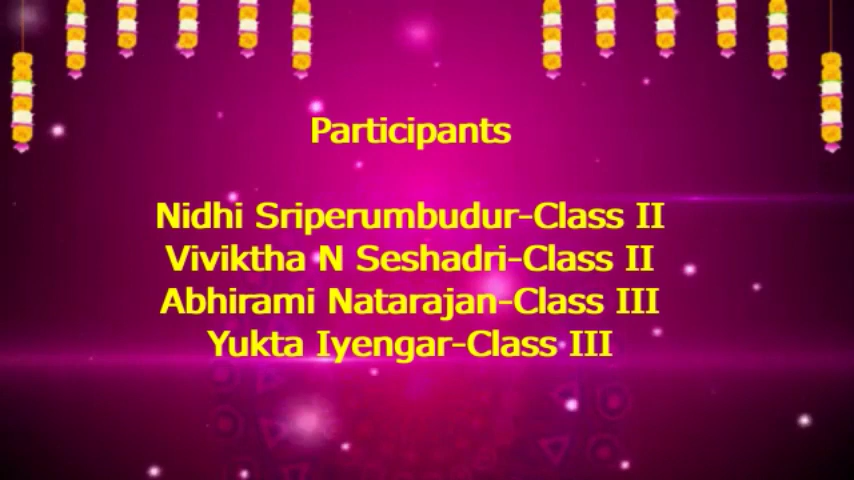 Participants
Nidhi Sriperumbudur-Class II
Viviktha N Seshadri-Class II
Abhirami Natarajan-Class III
Yukta Iyengar-Class III